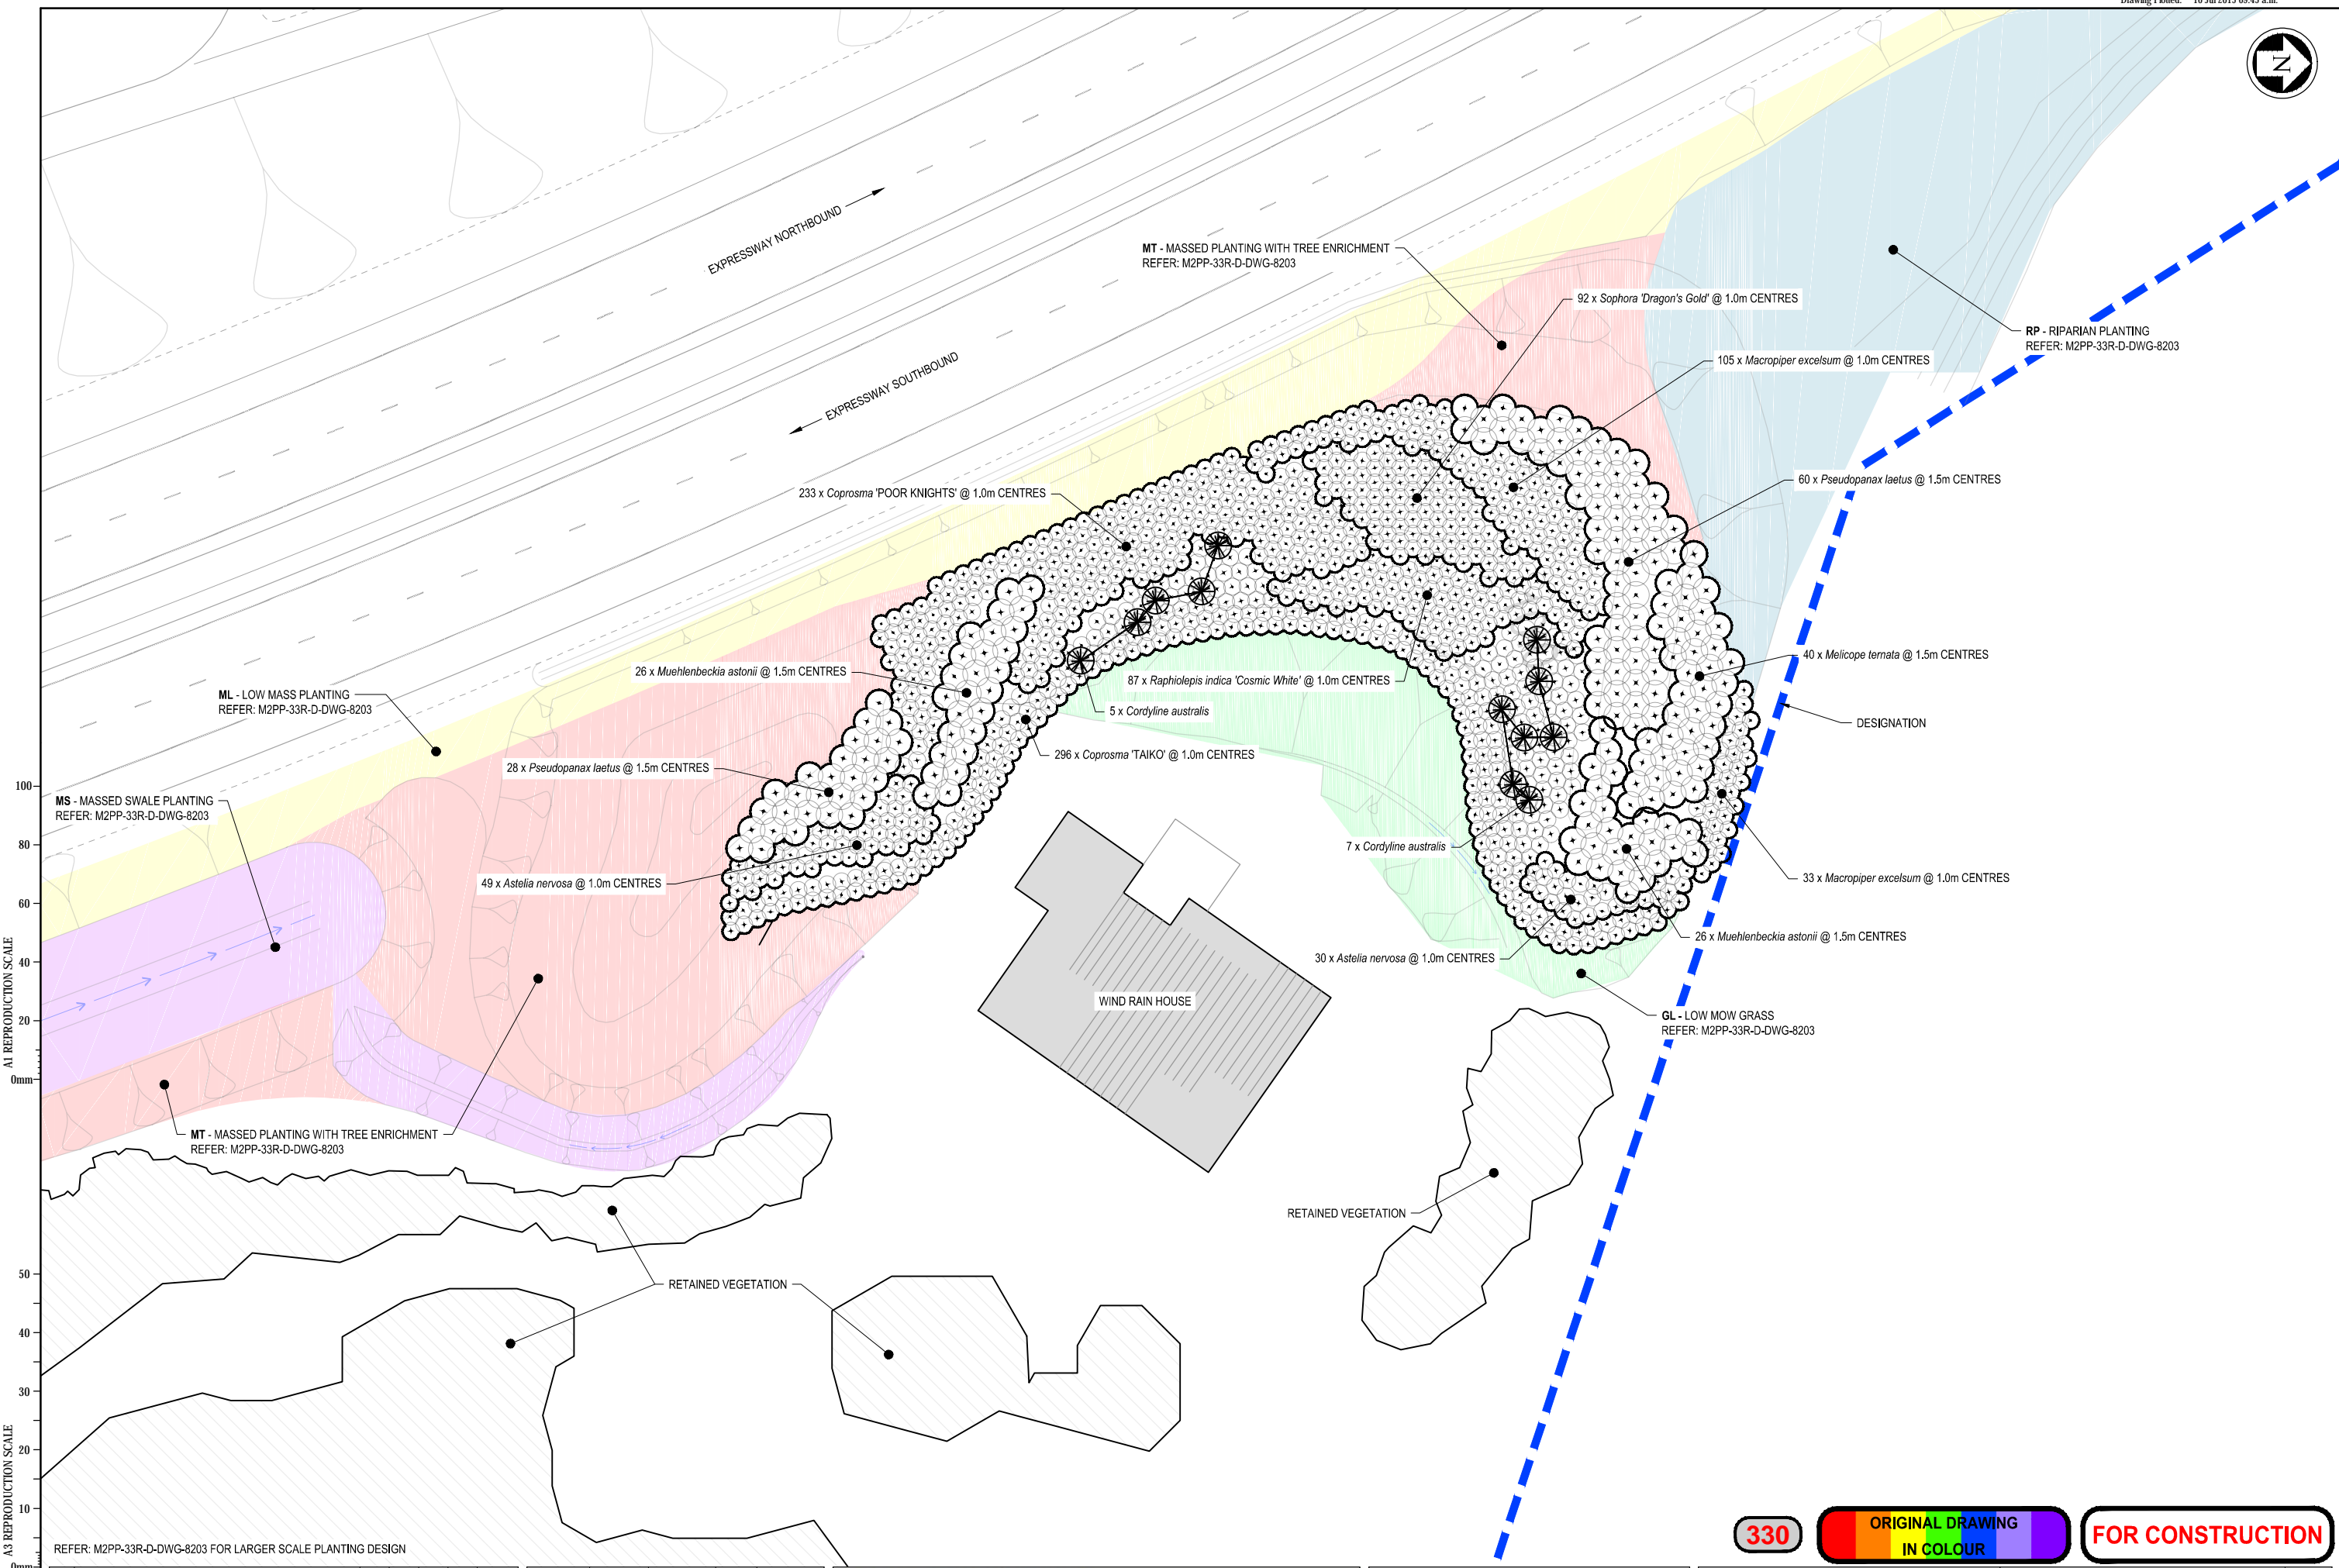 Drawing Plotted: 16 Jul 2015 09:45 a.m.
N
EXPRESSWAY NORTHBOUND
EXPRESSWAY SOUTHBOUND
MT - MASSED PLANTING WITH TREE ENRICHMENT
REFER: M2PP-33R-D-DWG-8203
92 x Sophora 'Dragon's Gold' @ 1.0m CENTRES
RP - RIPARIAN PLANTING
REFER: M2PP-33R-D-DWG-8203
105 x Macropiper excelsum @ 1.0m CENTRES
60 x Pseudopanax laetus @ 1.5m CENTRES
233 x Coprosma 'POOR KNIGHTS' @ 1.0m CENTRES
40 x Melicope ternata @ 1.5m CENTRES
26 x Muehlenbeckia astonii @ 1.5m CENTRES
87 x Raphiolepis indica 'Cosmic White' @ 1.0m CENTRES
ML - LOW MASS PLANTING
REFER: M2PP-33R-D-DWG-8203
5 x Cordyline australis
DESIGNATION
296 x Coprosma 'TAIKO' @ 1.0m CENTRES
28 x Pseudopanax laetus @ 1.5m CENTRES
MS - MASSED SWALE PLANTING
REFER: M2PP-33R-D-DWG-8203
7 x Cordyline australis
49 x Astelia nervosa @ 1.0m CENTRES
33 x Macropiper excelsum @ 1.0m CENTRES
26 x Muehlenbeckia astonii @ 1.5m CENTRES
30 x Astelia nervosa @ 1.0m CENTRES
WIND RAIN HOUSE
GL - LOW MOW GRASS
REFER: M2PP-33R-D-DWG-8203
MT - MASSED PLANTING WITH TREE ENRICHMENT
REFER: M2PP-33R-D-DWG-8203
RETAINED VEGETATION
RETAINED VEGETATION
100
80
60
40
20
0mm
A1 REPRODUCTION SCALE
50
40
30
20
10
0mm
A3 REPRODUCTION SCALE
REFER: M2PP-33R-D-DWG-8203 FOR LARGER SCALE PLANTING DESIGN
330
ORIGINAL DRAWING
IN COLOUR
FOR CONSTRUCTION